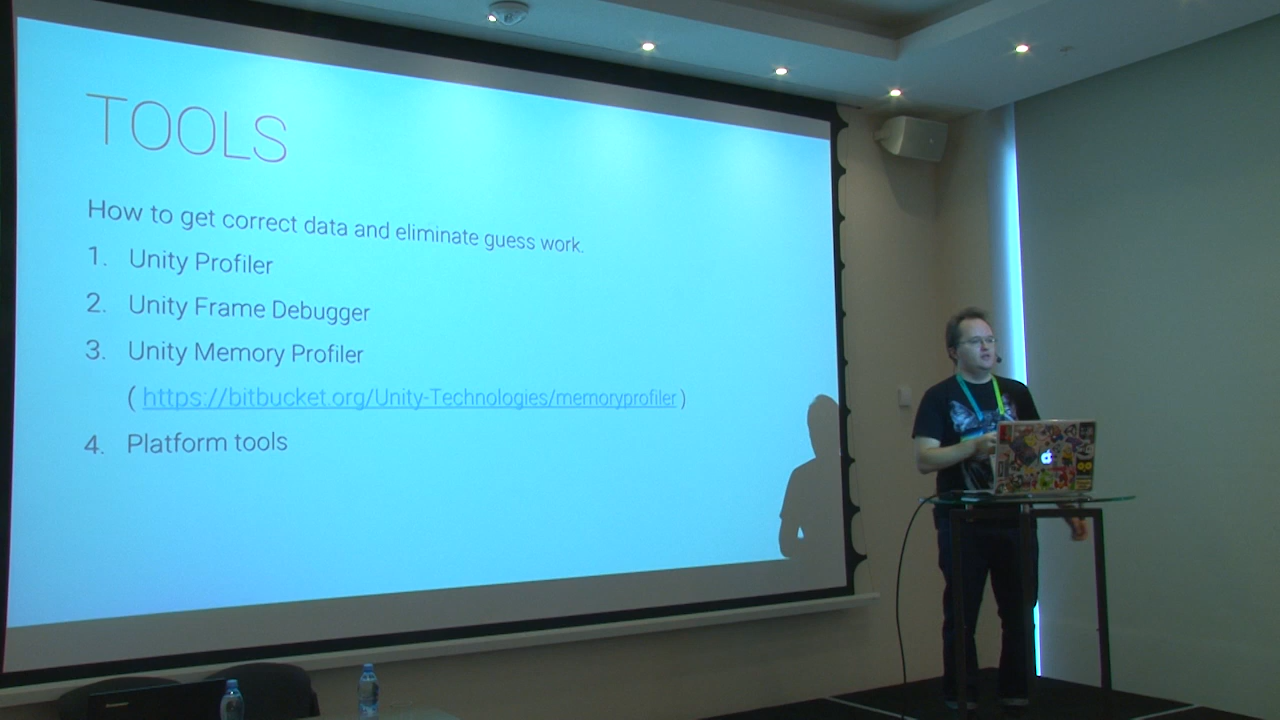 TOOLS
How to get correct data and eliminate guess work.
1. Unity Profiler
2. Unity Frame Debugger
3. Unity Memory Profiler
( https://bitbucket.org/Unity-Technologies/memoryprofiler )
4. Platform tools